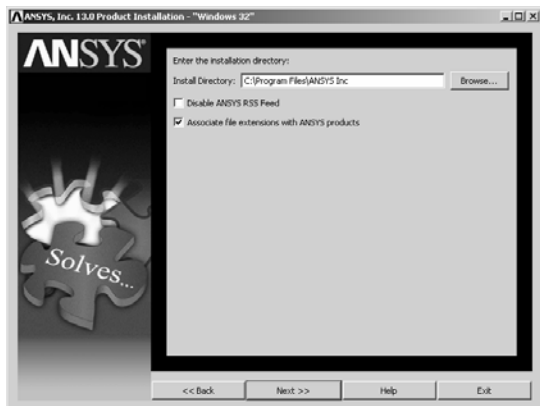 ANSYS, Inc. 13.0 Product Installation - "Windows 32"
ANSYS®
Enter the installation directory:
Install Directory: C:\Program Files\ANSYS Inc Browse...
Disable ANSYS RSS Feed
Associate file extensions with ANSYS products
Solves...
<< Back Next >> Help Exit